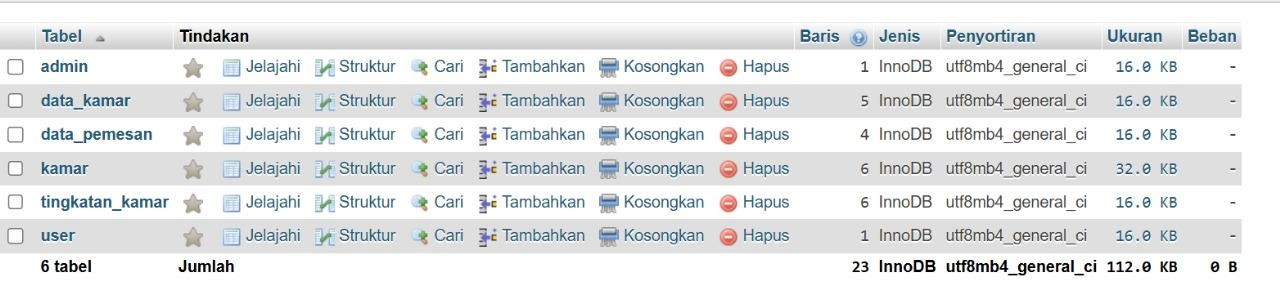 Tabel Tindakan Baris Jenis Penyortiran Ukuran Beban
admin Jelajahi Struktur Cari Tambahkan Kosongkan Hapus 1 InnoDB utf8mb4_general_ci 16.0 KB -
data_kamar Jelajahi Struktur Cari Tambahkan Kosongkan Hapus 5 InnoDB utf8mb4_general_ci 16.0 KB -
data_pemesan Jelajahi Struktur Cari Tambahkan Kosongkan Hapus 4 InnoDB utf8mb4_general_ci 16.0 KB -
kamar Jelajahi Struktur Cari Tambahkan Kosongkan Hapus 6 InnoDB utf8mb4_general_ci 32.0 KB -
tingkatan_kamar Jelajahi Struktur Cari Tambahkan Kosongkan Hapus 6 InnoDB utf8mb4_general_ci 16.0 KB -
user Jelajahi Struktur Cari Tambahkan Kosongkan Hapus 1 InnoDB utf8mb4_general_ci 16.0 KB -
6 tabel Jumlah 23 InnoDB utf8mb4_general_ci 112.0 KB 0 B